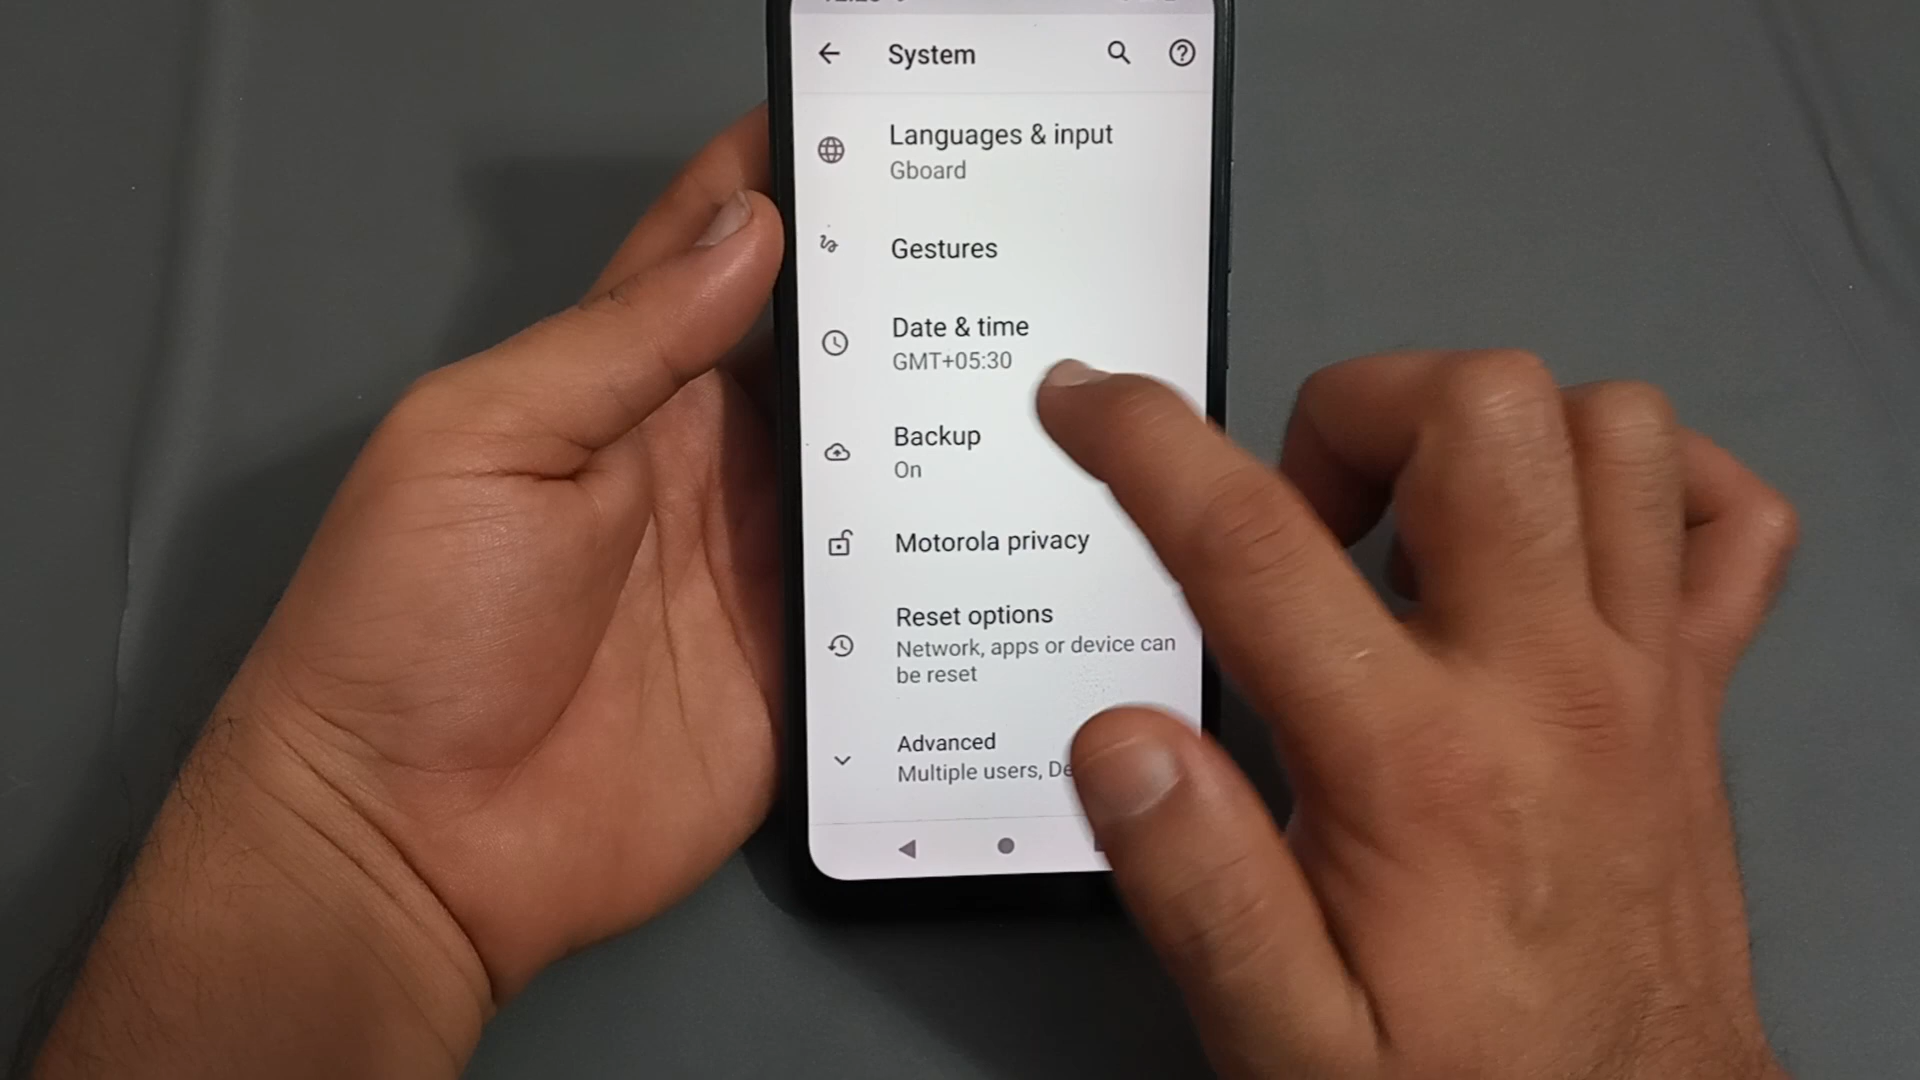 System
Languages & input
Gboard
Gestures
Date & time
GMT+05:30
Backup
On
Motorola privacy
Reset options
Network, apps or device can
be reset
Advanced
Multiple users,